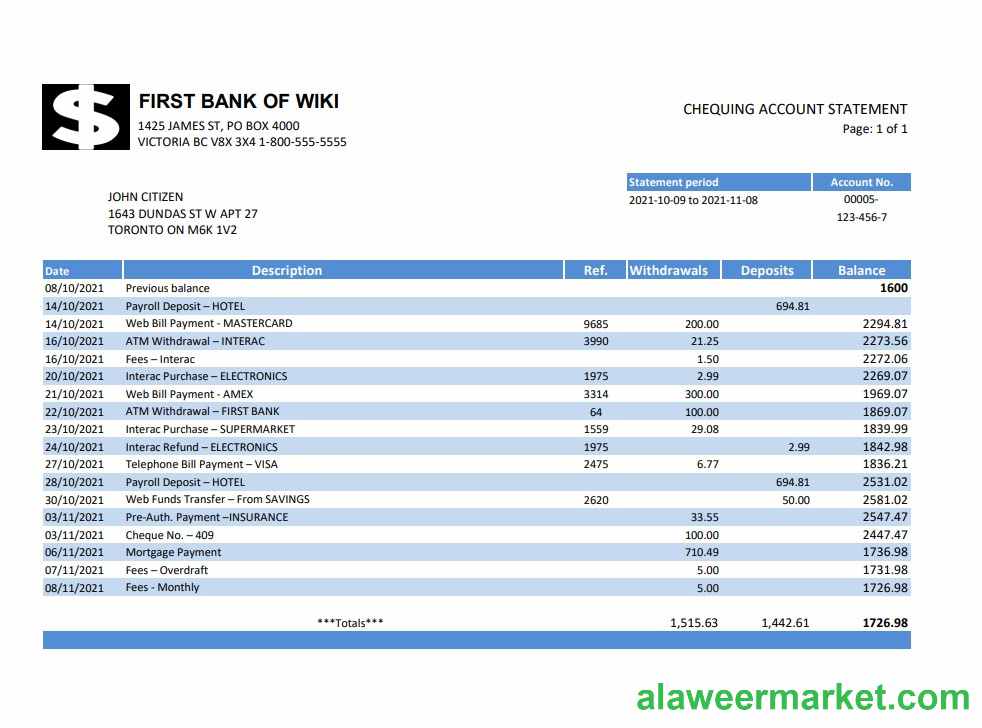 FIRST BANK OF WIKI
1425 JAMES ST, PO BOX 4000
VICTORIA BC V8X 3X4 1-800-555-5555
CHEQUING ACCOUNT STATEMENT
Page: 1 of 1
JOHN CITIZEN
1643 DUNDAS ST W APT 27
TORONTO ON M6K 1V2
Statement period Account No.
2021-10-09 to 2021-11-08 00005-
123-456-7
Date Description Ref. Withdrawals Deposits Balance
08/10/2021 Previous balance 1600
14/10/2021 Payroll Deposit – HOTEL 694.81
14/10/2021 Web Bill Payment - MASTERCARD 9685 200.00 2294.81
16/10/2021 ATM Withdrawal – INTERAC 3990 21.25 2273.56
16/10/2021 Fees – Interac 1.50 2272.06
20/10/2021 Interac Purchase – ELECTRONICS 1975 2.99 2269.07
21/10/2021 Web Bill Payment - AMEX 3314 300.00 1969.07
22/10/2021 ATM Withdrawal – FIRST BANK 64 100.00 1869.07
23/10/2021 Interac Purchase – SUPERMARKET 1559 29.08 1839.99
24/10/2021 Interac Refund – ELECTRONICS 1975 2.99 1842.98
27/10/2021 Telephone Bill Payment – VISA 2475 6.77 1836.21
28/10/2021 Payroll Deposit – HOTEL 694.81 2531.02
30/10/2021 Web Funds Transfer – From SAVINGS 2620 50.00 2581.02
03/11/2021 Pre-Auth. Payment –INSURANCE 33.55 2547.47
03/11/2021 Cheque No. – 409 100.00 2447.47
06/11/2021 Mortgage Payment 710.49 1736.98
07/11/2021 Fees – Overdraft 5.00 1731.98
08/11/2021 Fees - Monthly 5.00 1726.98
***Totals*** 1,515.63 1,442.61 1726.98
alaweermarket.com